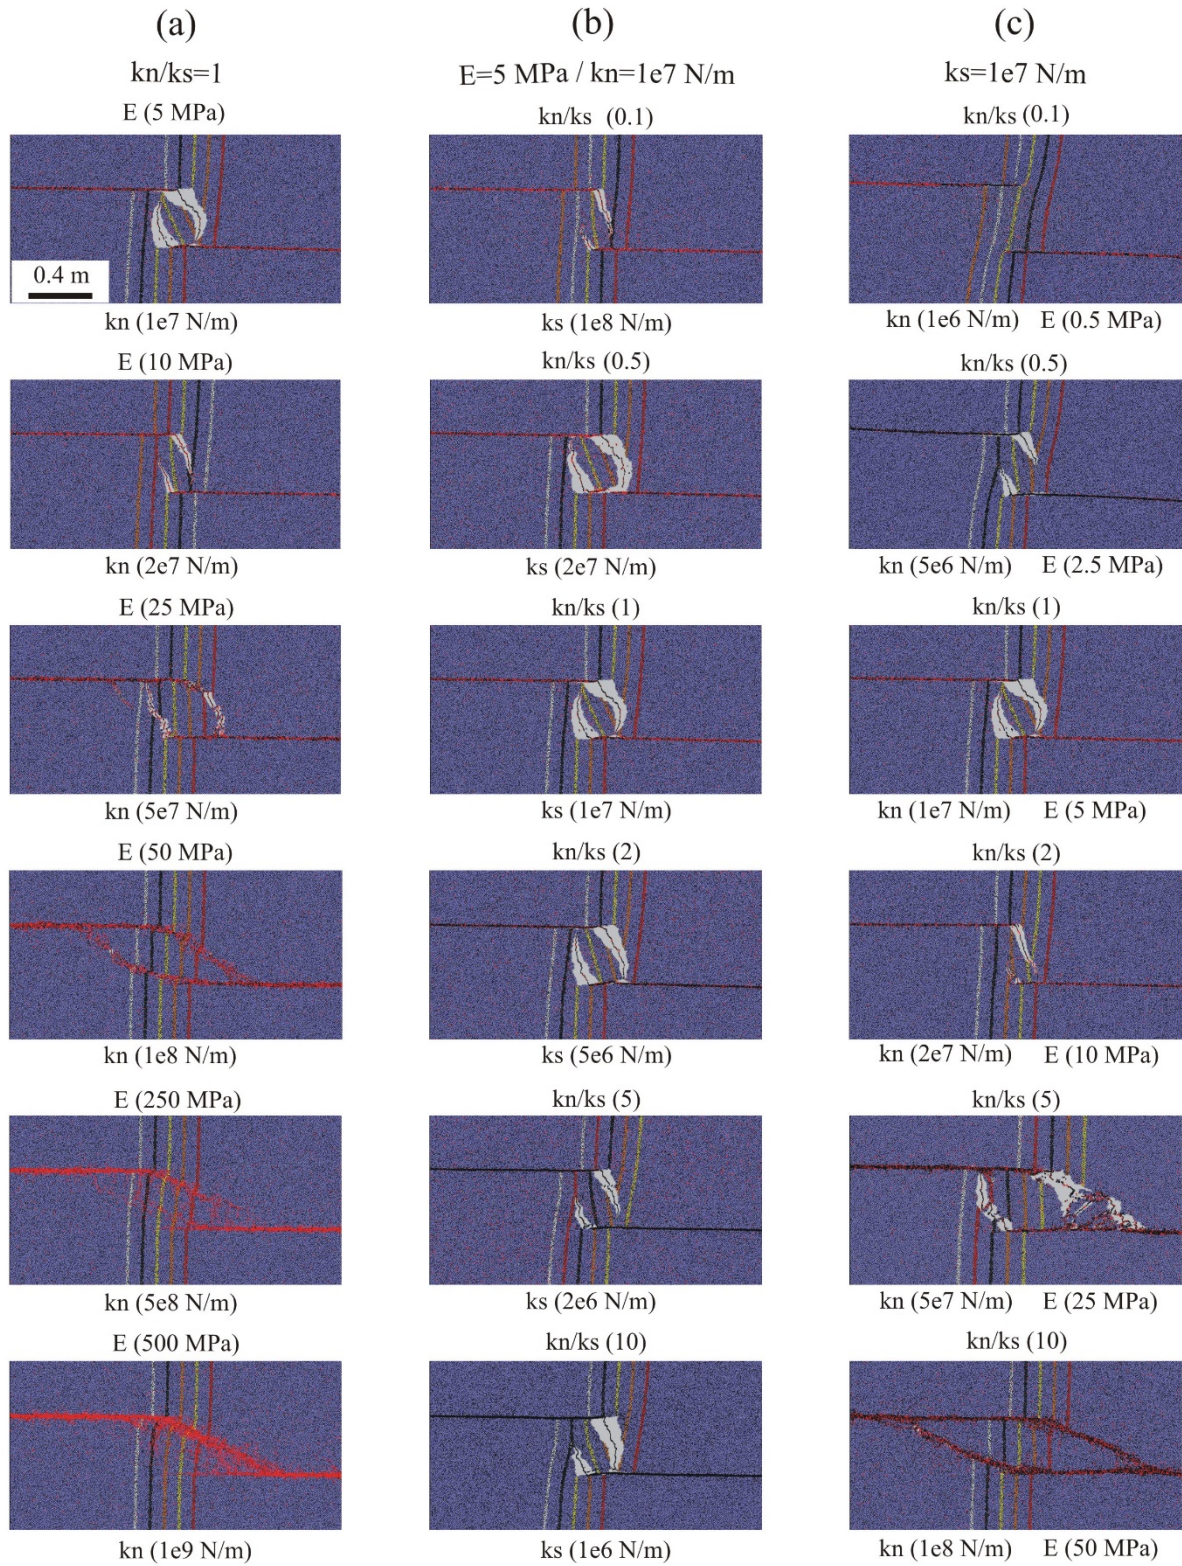 (a)
(b)
(c)
kn/ks=1
E=5 MPa / kn=1e7 N/m
ks=1e7 N/m
E (5 MPa)
kn/ks (0.1)
kn/ks (0.1)
0.4 m
kn (1e7 N/m)
ks (1e8 N/m)
kn (1e6 N/m) E (0.5 MPa)
E (10 MPa)
kn/ks (0.5)
kn/ks (0.5)
kn (2e7 N/m)
ks (2e7 N/m)
kn (5e6 N/m) E (2.5 MPa)
E (25 MPa)
kn/ks (1)
kn/ks (1)
kn (5e7 N/m)
ks (1e7 N/m)
kn (1e7 N/m) E (5 MPa)
E (50 MPa)
kn/ks (2)
kn/ks (2)
kn (1e8 N/m)
ks (5e6 N/m)
kn (2e7 N/m) E (10 MPa)
E (250 MPa)
kn/ks (5)
kn/ks (5)
kn (5e8 N/m)
ks (2e6 N/m)
kn (5e7 N/m) E (25 MPa)
E (500 MPa)
kn/ks (10)
kn/ks (10)
kn (1e9 N/m)
ks (1e6 N/m)
kn (1e8 N/m) E (50 MPa)